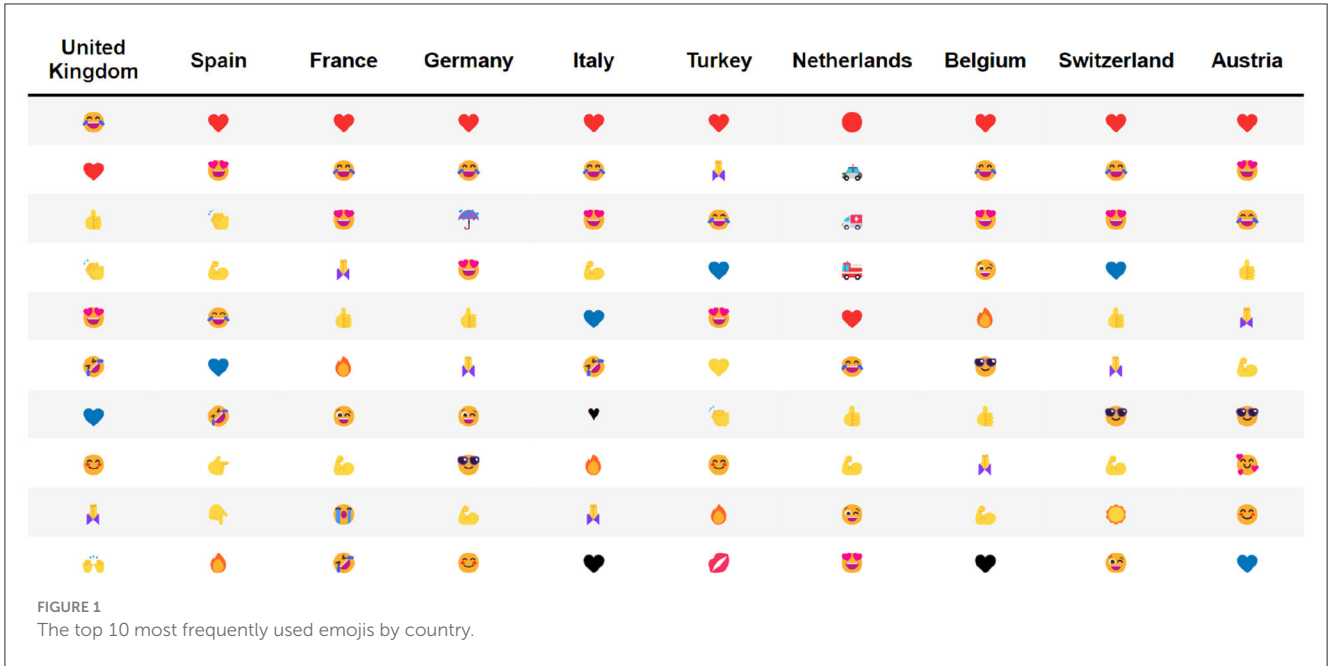 United Kingdom Spain France Germany Italy Turkey Netherlands Belgium Switzerland Austria
FIGURE 1
The top 10 most frequently used emojis by country.